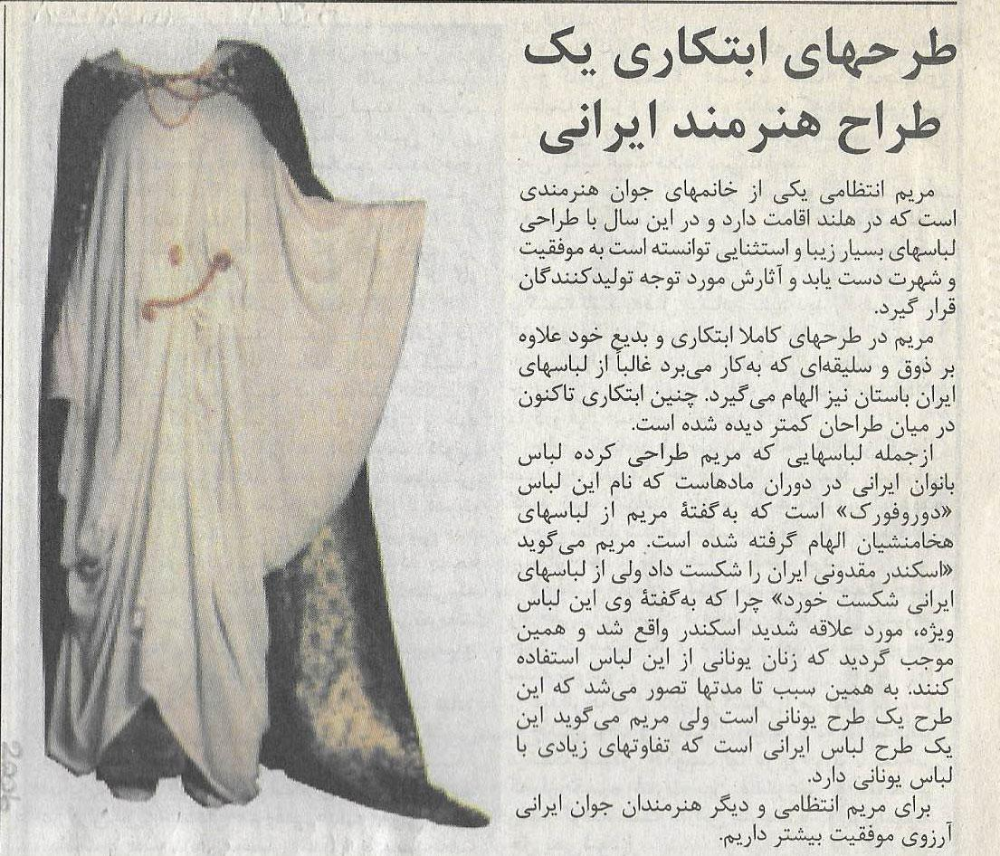 طرحهای ابتکاری یک
طراح هنرمند ایرانی
مریم انتظامی یکی از خانمهای جوان هنرمندی
است که در هلند اقامت دارد و در این سال با طراحی
لباسهای بسیار زیبا و استثنایی توانسته است به موفقیت
و شهرت دست یابد و آثارش مورد توجه تولیدکنندگان
قرار گیرد.
مریم در طرحهای کاملا ابتکاری و بدیع خود علاوه
بر ذوق و سلیقه‌ای که به‌کار می‌برد غالباً از لباسهای
ایران باستان نیز الهام می‌گیرد. چنین ابتکاری تاکنون
در میان طراحان کمتر دیده شده است.
ازجمله لباسهایی که مریم طراحی کرده لباس
بانوان ایرانی در دوران مادهاست که نام این لباس
«دوروفورک» است که به‌گفتهٔ مریم از لباسهای
هخامنشیان الهام گرفته شده است. مریم می‌گوید
«اسکندر مقدونی ایران را شکست داد ولی از لباسهای
ایرانی شکست خورد» چرا که به‌گفتهٔ وی این لباس
ویژه، مورد علاقه شدید اسکندر واقع شد و همین
موجب گردید که زنان یونانی از این لباس استفاده
کنند. به همین سبب تا مدتها تصور می‌شد که این
طرح یک طرح یونانی است ولی مریم می‌گوید این
یک طرح لباس ایرانی است که تفاوتهای زیادی با
لباس یونانی دارد.
برای مریم انتظامی و دیگر هنرمندان جوان ایرانی
آرزوی موفقیت بیشتر داریم.